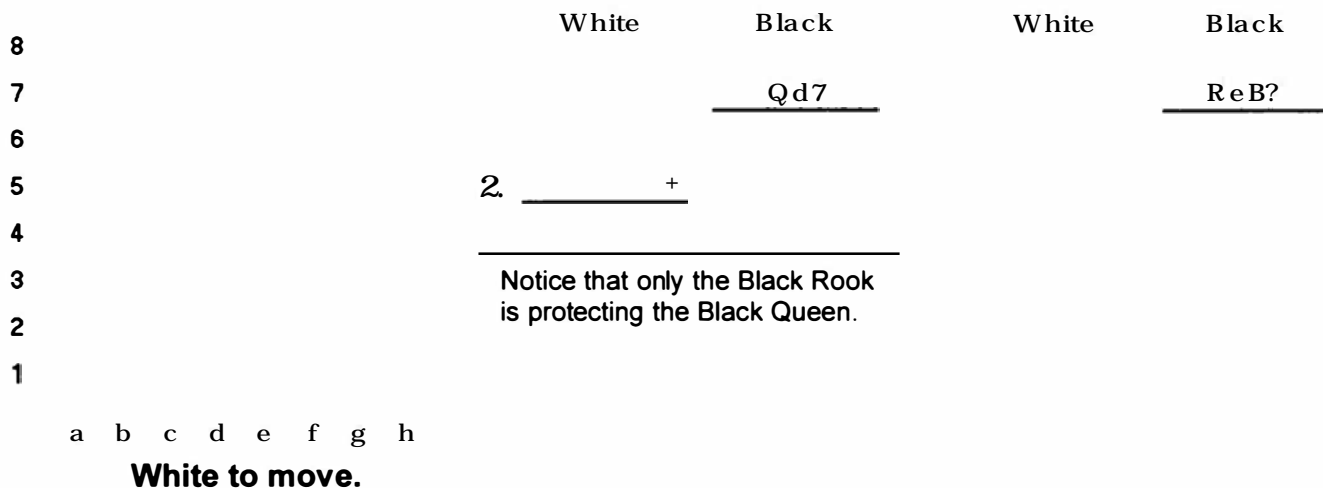 White Black White Black
8
7 Qd7 ReB?
6
5 2. +
4
3 Notice that only the Black Rook
is protecting the Black Queen.
2
1
a b c d e f g h
White to move.